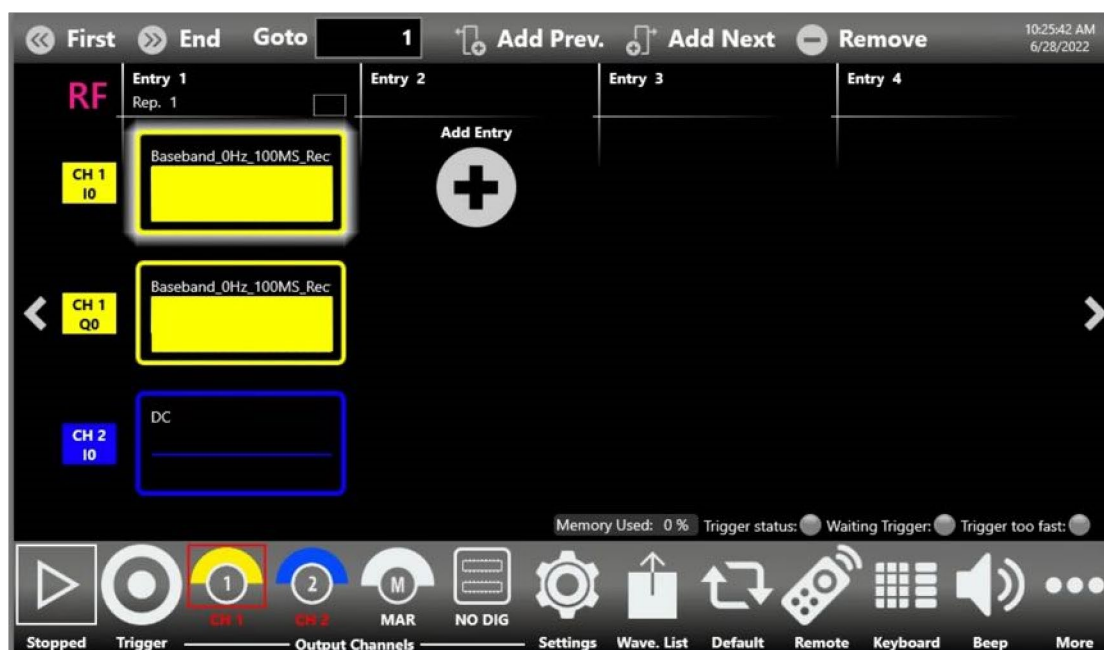 First End Goto 1 Add Prev. Add Next Remove 10:25:42 AM
6/28/2022
RF
Entry 1 Entry 2 Entry 3 Entry 4
Rep. 1
Add Entry
CH 1
I0
Baseband_0Hz_100MS_Rec
CH 1
Q0
Baseband_0Hz_100MS_Rec
CH 2
I0
DC
Memory Used: 0 % Trigger status: Waiting Trigger: Trigger too fast:
1 2 M
CH 1 CH 2 MAR NO DIG
Stopped Trigger Output Channels Settings Wave. List Default Remote Keyboard Beep More